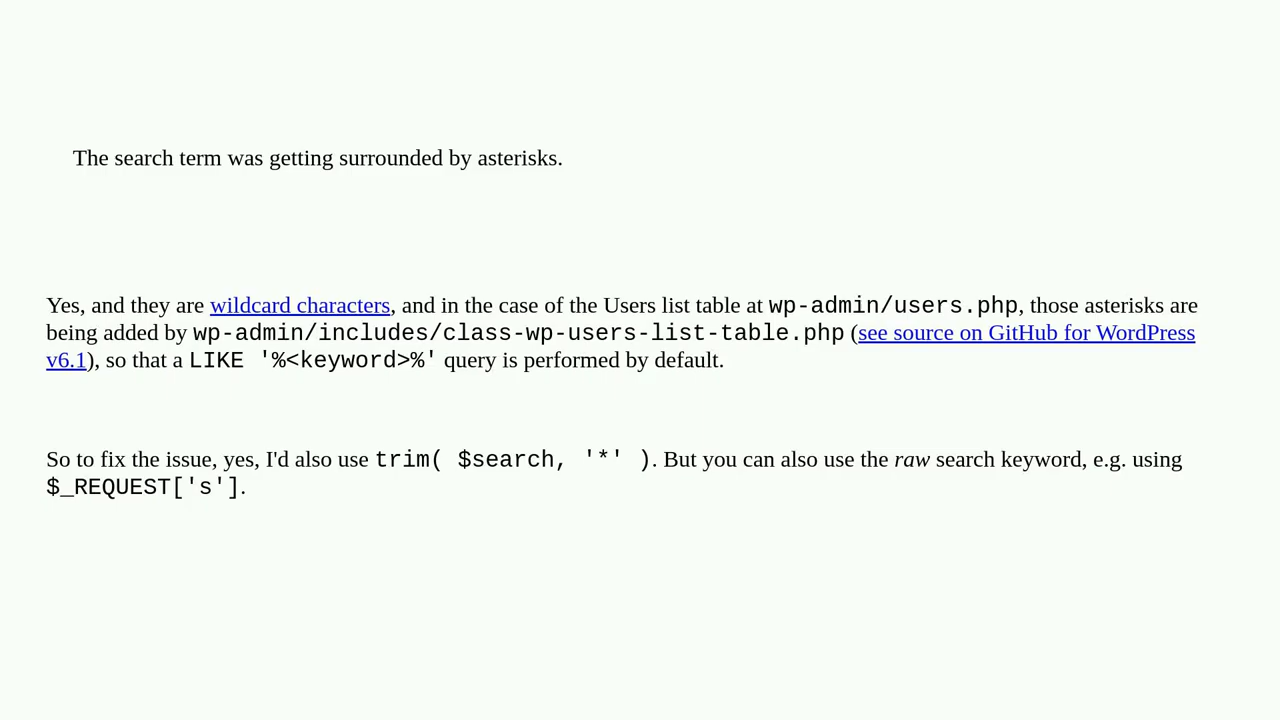 The search term was getting surrounded by asterisks.
Yes, and they are wildcard characters, and in the case of the Users list table at wp-admin/users.php, those asterisks are
being added by wp-admin/includes/class-wp-users-list-table.php (see source on GitHub for WordPress
v6.1), so that a LIKE '%<keyword>%' query is performed by default.
So to fix the issue, yes, I'd also use trim( $search, '*' ). But you can also use the raw search keyword, e.g. using
$_REQUEST['s'].